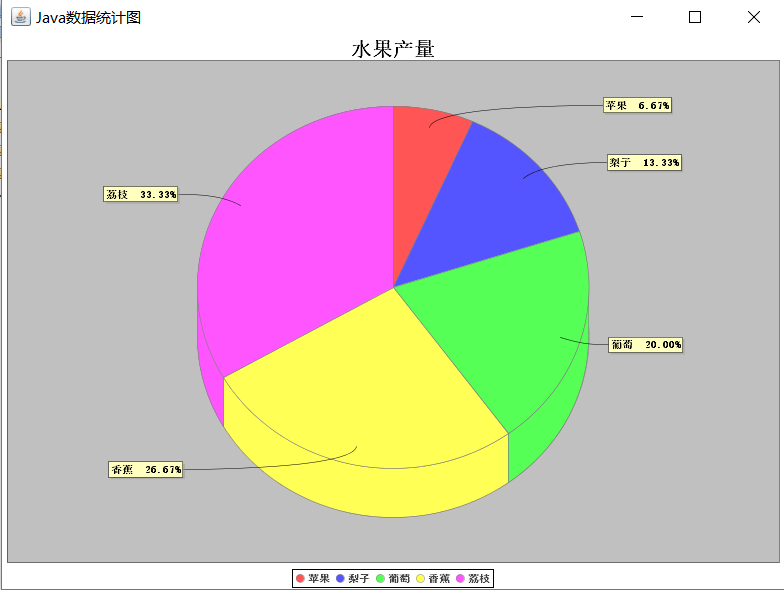 Java数据统计图
水果产量
苹果 6.67%
梨子 13.33%
荔枝 33.33%
葡萄 20.00%
香蕉 26.67%
苹果 梨子 葡萄 香蕉 荔枝